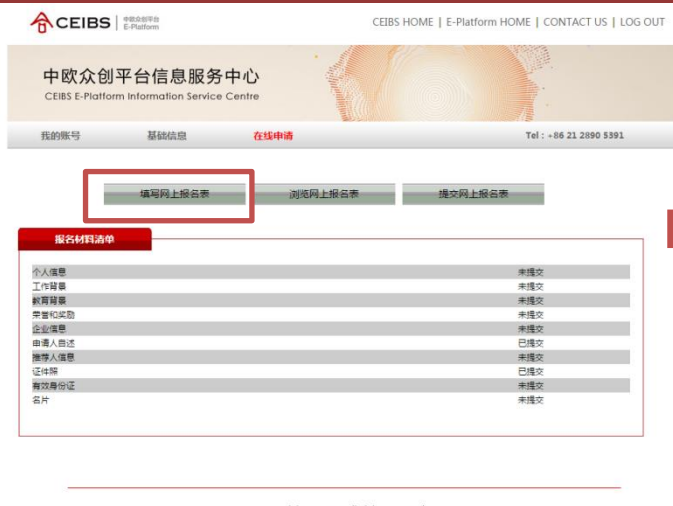 CEIBS 中欧创平台 E-Platform
CEIBS HOME | E-Platform HOME | CONTACT US | LOG OUT
中欧众创平台信息服务中心
CEIBS E-Platform Information Service Centre
我的账号 基础信息 在线申请 Tel : +86 21 2890 5391
填写网上报名表 浏览网上报名表 提交网上报名表
报名材料清单
个人信息 未提交
工作背景 未提交
教育背景 未提交
荣誉和奖励 未提交
企业信息 未提交
申请人自述 已提交
推荐人信息 未提交
证件照 已提交
有效身份证 未提交
名片 未提交